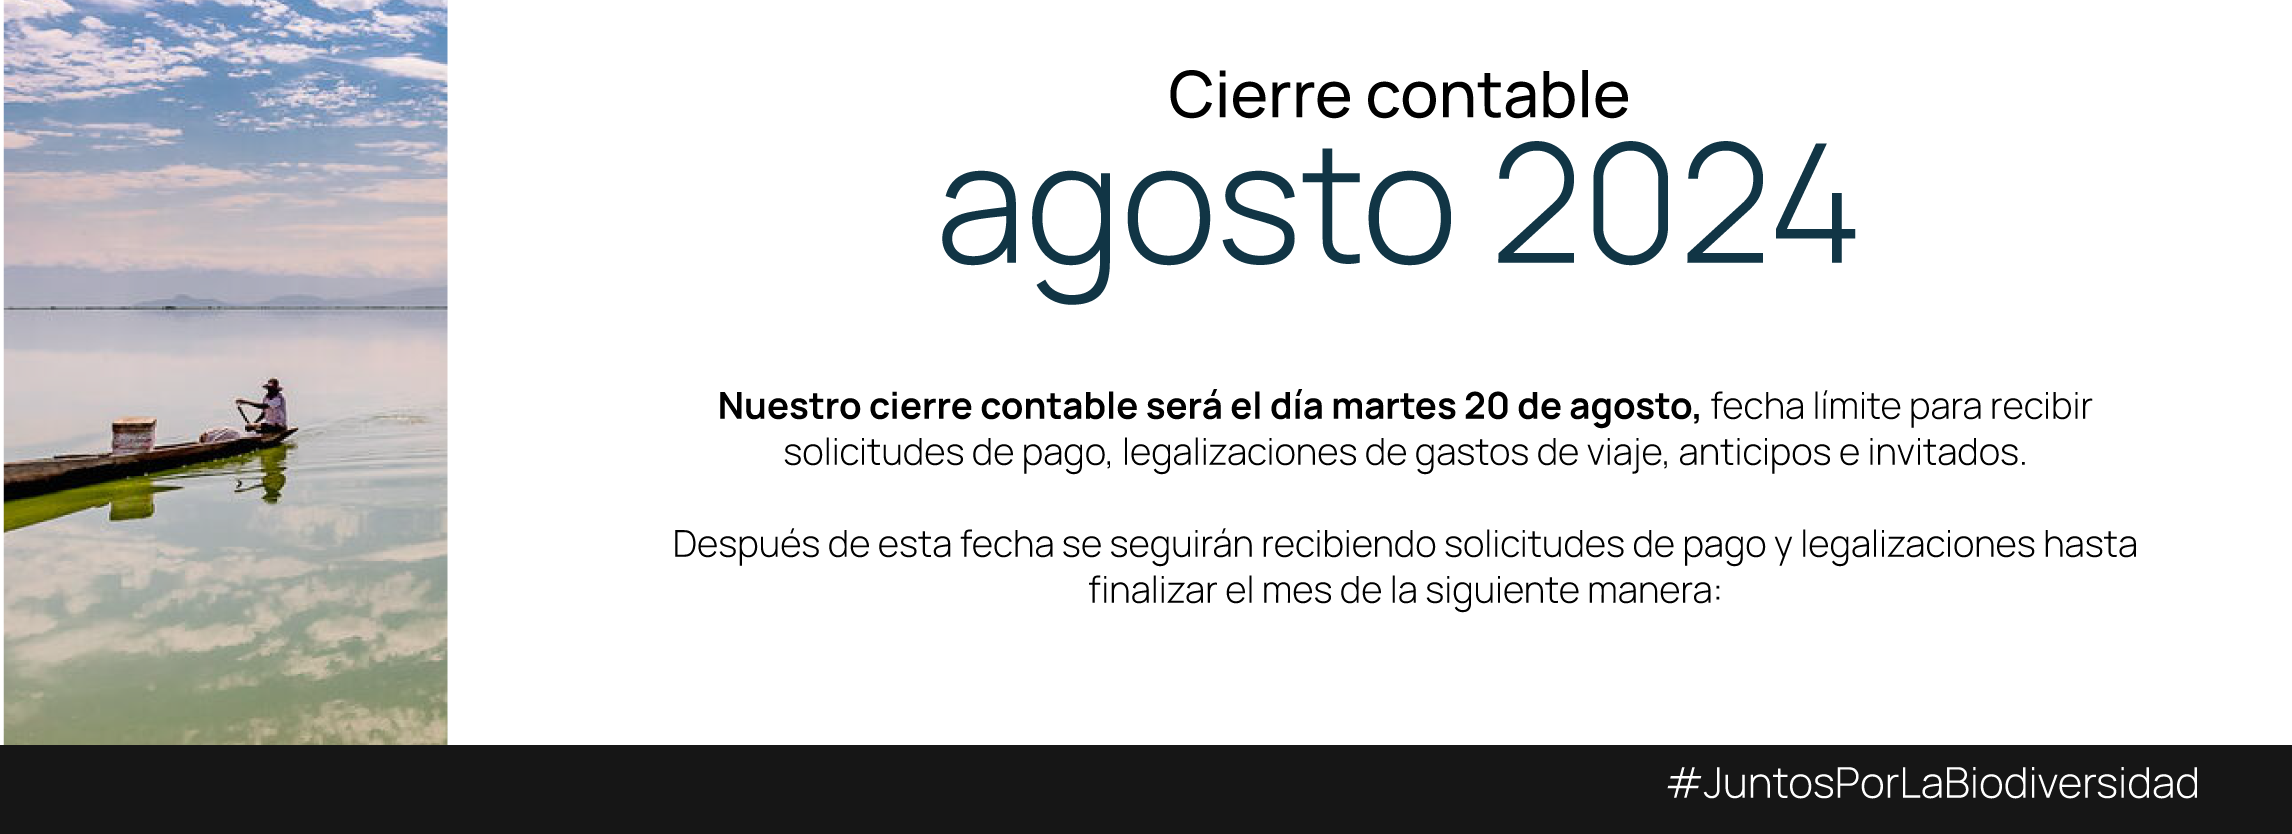 Cierre contable
agosto 2024
Nuestro cierre contable será el día martes 20 de agosto, fecha límite para recibir
solicitudes de pago, legalizaciones de gastos de viaje, anticipos e invitados.
Después de esta fecha se seguirán recibiendo solicitudes de pago y legalizaciones hasta
finalizar el mes de la siguiente manera:
#JuntosPorLaBiodiversidad